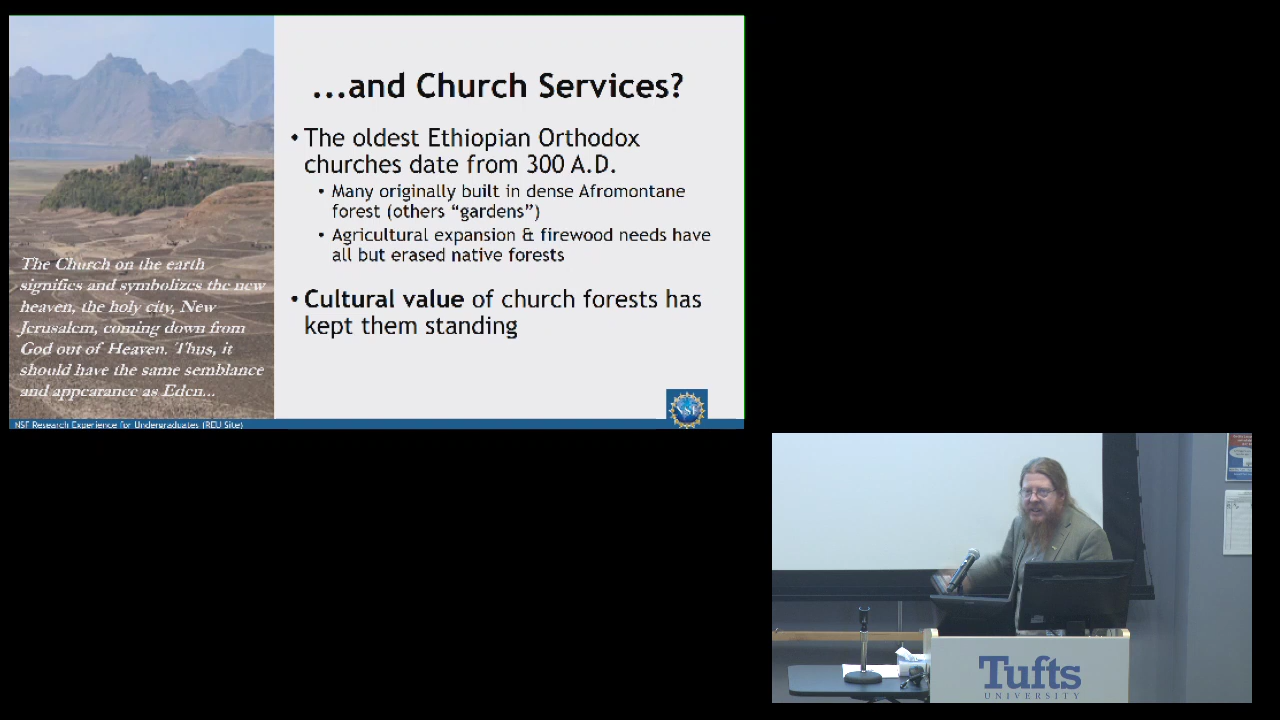 ...and Church Services?
• The oldest Ethiopian Orthodox
churches date from 300 A.D.
• Many originally built in dense Afromontane
forest (others “gardens”)
• Agricultural expansion & firewood needs have
all but erased native forests
• Cultural value of church forests has
kept them standing
The Church on the earth
signifies and symbolizes the new
heaven, the holy city, New
Jerusalem, coming down from
God out of Heaven. Thus, it
should have the same semblance
and appearance as Eden...
NSF
NSF Research Experience for Undergraduates (REU Site)
Tufts
UNIVERSITY